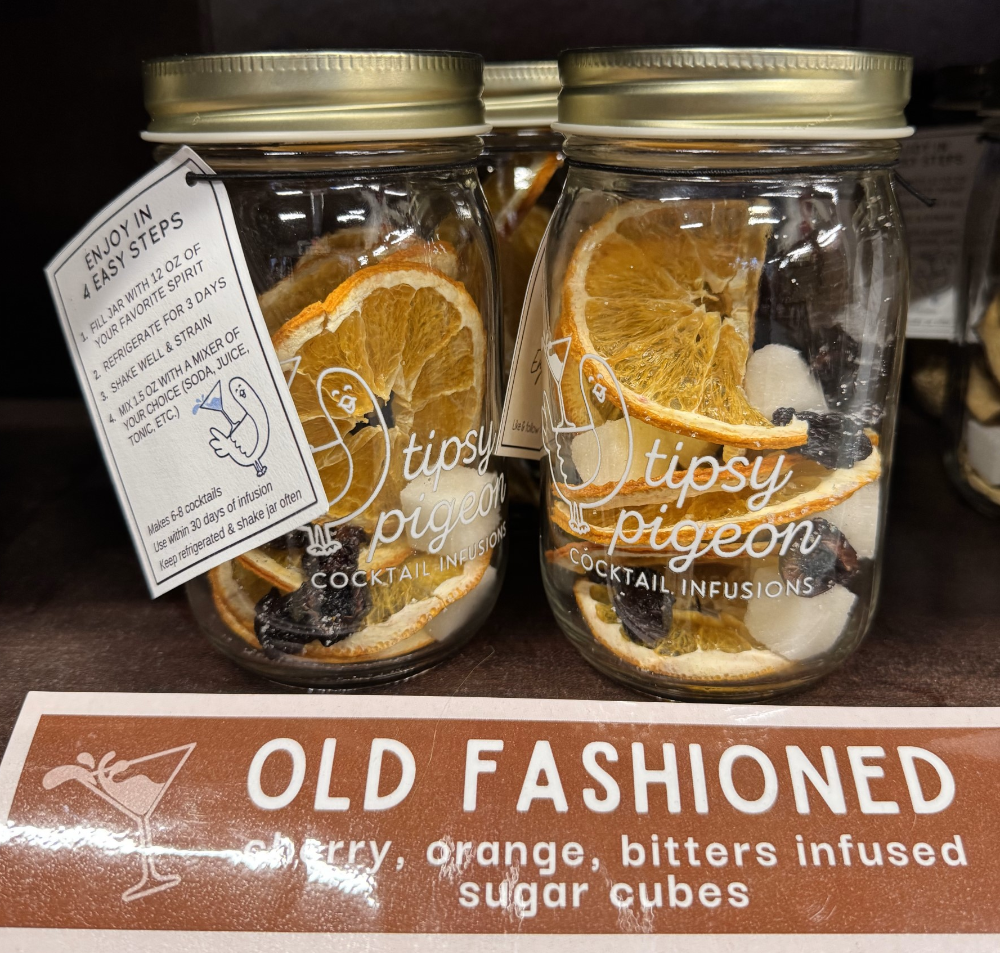 ENJOY IN
4 EASY STEPS
1. FILL JAR WITH 12 OZ OF
YOUR FAVORITE SPIRIT
2. REFRIGERATE FOR 3 DAYS
3. SHAKE WELL & STRAIN
4. MIX 1.5 OZ WITH A MIXER OF
YOUR CHOICE (SODA, JUICE,
TONIC, ETC.)
Makes 6-8 cocktails
Use within 30 days of infusion
Keep refrigerated & shake jar often
tipsy
pigeon
COCKTAIL INFUSIONS
tipsy
pigeon
COCKTAIL INFUSIONS
OLD FASHIONED
cherry, orange, bitters infused
sugar cubes